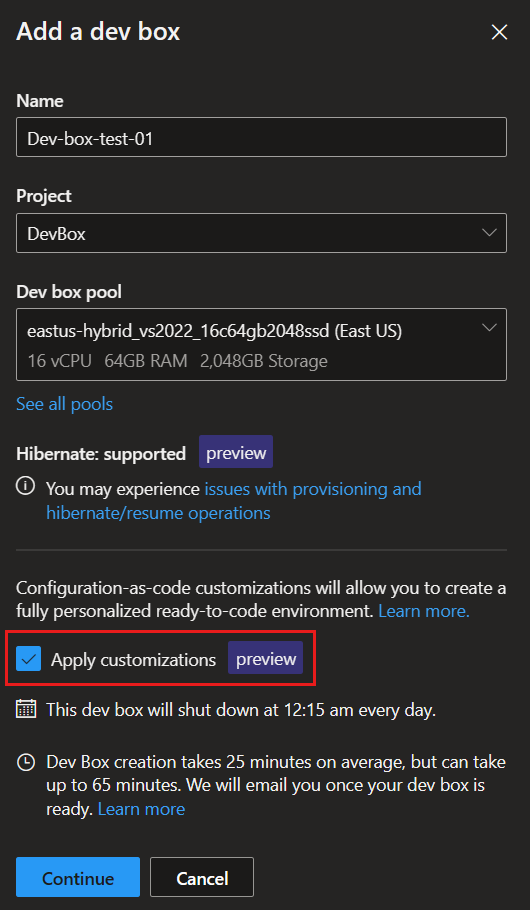 Add a dev box
Name
Dev-box-test-01
Project
DevBox
Dev box pool
eastus-hybrid_vs2022_16c64gb2048ssd (East US)
16 vCPU 64GB RAM 2,048GB Storage
See all pools
Hibernate: supported preview
You may experience issues with provisioning and
hibernate/resume operations
Configuration-as-code customizations will allow you to create a
fully personalized ready-to-code environment. Learn more.
Apply customizations preview
This dev box will shut down at 12:15 am every day.
Dev Box creation takes 25 minutes on average, but can take
up to 65 minutes. We will email you once your dev box is
ready. Learn more
Continue Cancel